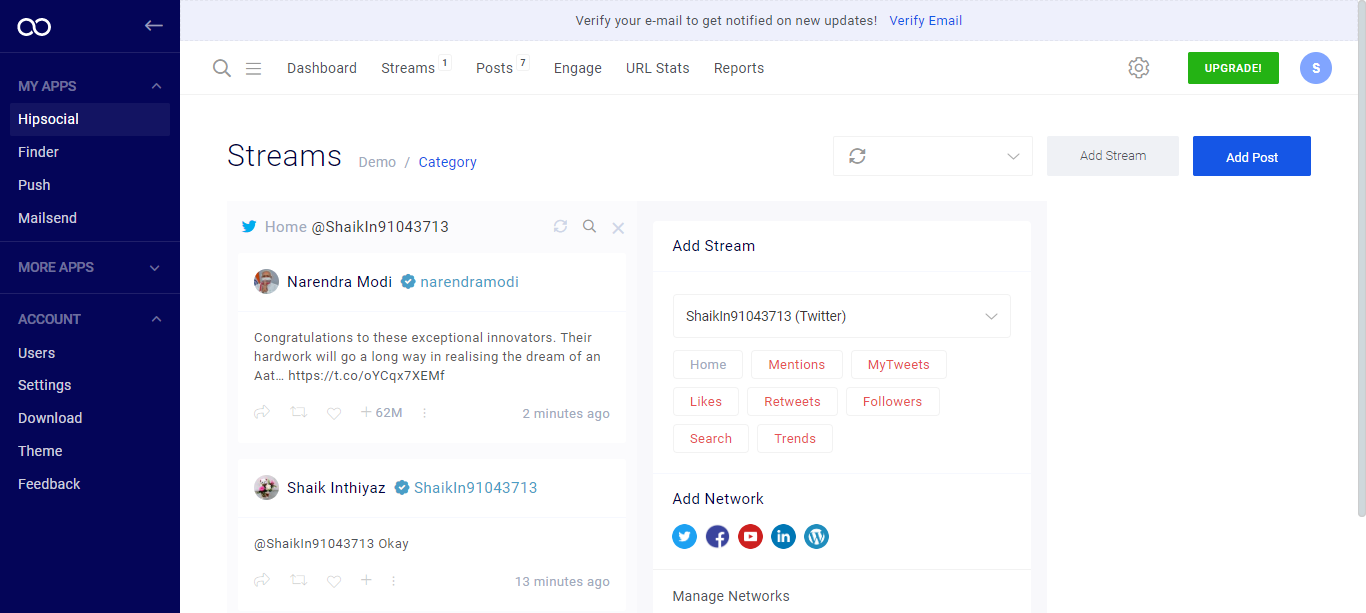 Verify your e-mail to get notified on new updates! Verify Email
MY APPS
Hipsocial
Finder
Push
Mailsend
MORE APPS
ACCOUNT
Users
Settings
Download
Theme
Feedback
Dashboard Streams 1 Posts 7 Engage URL Stats Reports
UPGRADE! S
Streams Demo / Category
Add Stream Add Post
Home @ShaikIn91043713
Narendra Modi narendramodi
Congratulations to these exceptional innovators. Their
hardwork will go a long way in realising the dream of an
Aat… https://t.co/oYCqx7XEMf
+ 62M 2 minutes ago
Shaik Inthiyaz ShaikIn91043713
@ShaikIn91043713 Okay
+ 13 minutes ago
Add Stream
ShaikIn91043713 (Twitter)
Home Mentions MyTweets
Likes Retweets Followers
Search Trends
Add Network
Manage Networks